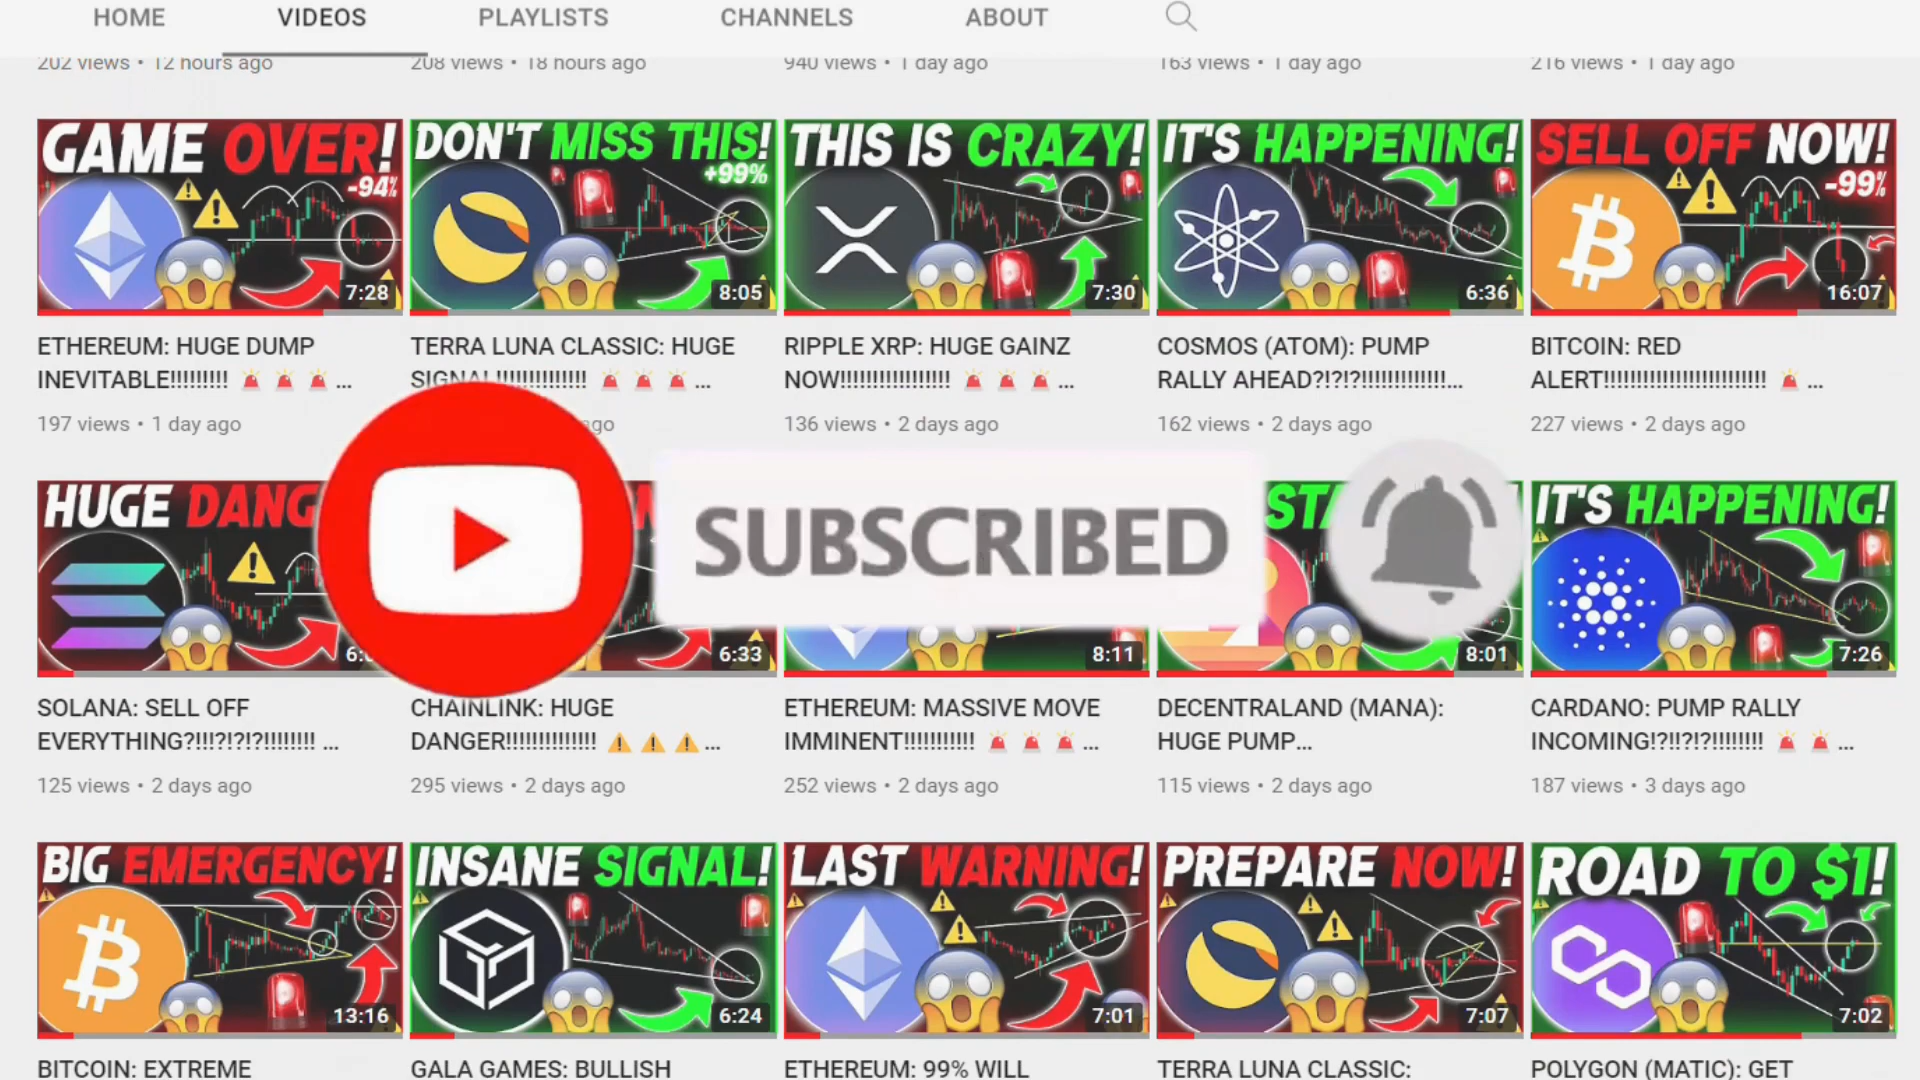 HOME VIDEOS PLAYLISTS CHANNELS ABOUT
202 views • 12 hours ago
208 views • 18 hours ago
940 views • 1 day ago
163 views • 1 day ago
216 views • 1 day ago
GAME OVER!
-94%
7:28
DON'T MISS THIS!
+99%
8:05
THIS IS CRAZY!
7:30
IT'S HAPPENING!
6:36
SELL OFF NOW!
-99%
16:07
ETHEREUM: HUGE DUMP
INEVITABLE!!!!!!!!! 🚨 🚨 🚨 ...
197 views • 1 day ago
TERRA LUNA CLASSIC: HUGE
SIGNAL!!!!!!!!!!!!!! 🚨 🚨 🚨 ...
ago
RIPPLE XRP: HUGE GAINZ
NOW!!!!!!!!!!!!!!!!! 🚨 🚨 🚨 ...
136 views • 2 days ago
COSMOS (ATOM): PUMP
RALLY AHEAD?!?!?!!!!!!!!!!!!!...
162 views • 2 days ago
BITCOIN: RED
ALERT!!!!!!!!!!!!!!!!!!!!!!!!! 🚨 ...
227 views • 2 days ago
SUBSCRIBED
HUGE DANG
6:33
8:11
STA
8:01
IT'S HAPPENING!
7:26
SOLANA: SELL OFF
EVERYTHING?!!!?!?!?!!!!!!!! ...
125 views • 2 days ago
CHAINLINK: HUGE
DANGER!!!!!!!!!!!!!! ⚠️ ⚠️ ⚠️ ...
295 views • 2 days ago
ETHEREUM: MASSIVE MOVE
IMMINENT!!!!!!!!!!! 🚨 🚨 🚨 ...
252 views • 2 days ago
DECENTRALAND (MANA):
HUGE PUMP...
115 views • 2 days ago
CARDANO: PUMP RALLY
INCOMING!?!!?!?!!!!!!!! 🚨 🚨 ...
187 views • 3 days ago
BIG EMERGENCY!
13:16
INSANE SIGNAL!
6:24
LAST WARNING!
7:01
PREPARE NOW!
7:07
ROAD TO $1!
7:02
BITCOIN: EXTREME
GALA GAMES: BULLISH
ETHEREUM: 99% WILL
TERRA LUNA CLASSIC:
POLYGON (MATIC): GET